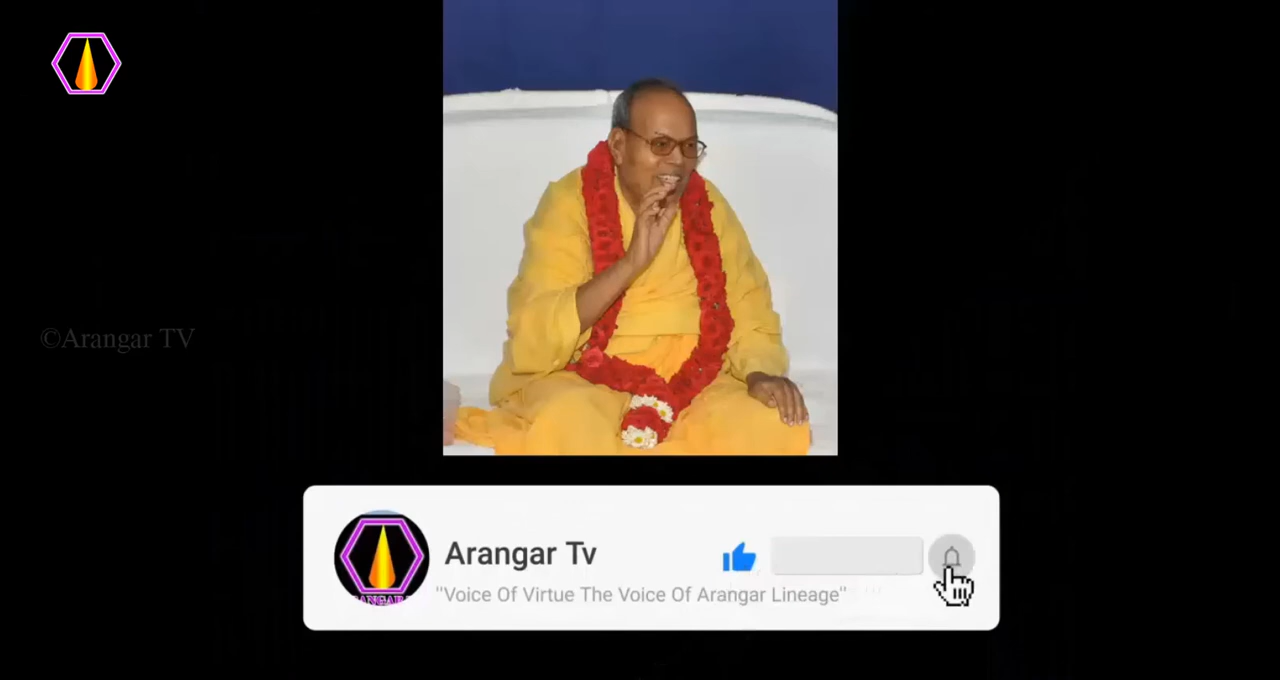 ©Arangar TV
Arangar Tv
"Voice Of Virtue The Voice Of Arangar Lineage"